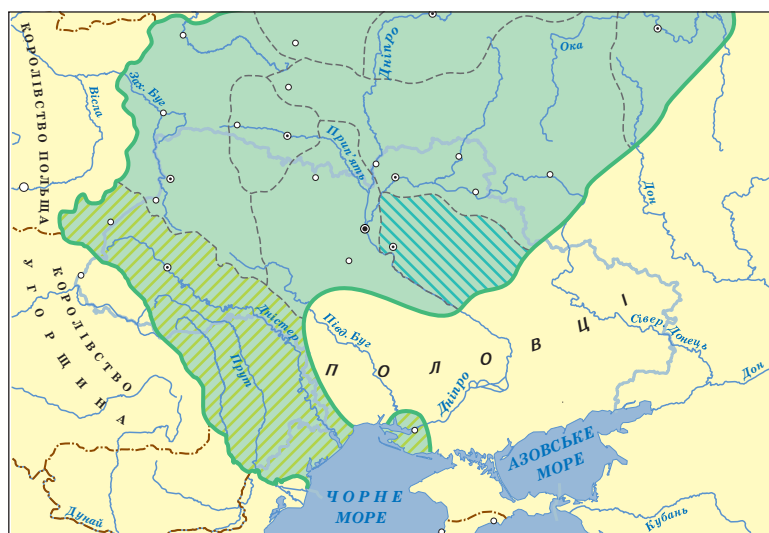 КОРОЛІВСТВО ПОЛЬЩА
Вісла
Зах. Буг
Дніпро
Ока
Прип'ять
Дон
КОРОЛІВСТВО
УГОРЩИНА
Дністер
Прут
Півд. Буг
ПОЛОВЦІ
Дніпро
Сівер. Донець
Дон
АЗОВСЬКЕ
МОРЕ
ЧОРНЕ
МОРЕ
Дунай
Кубань